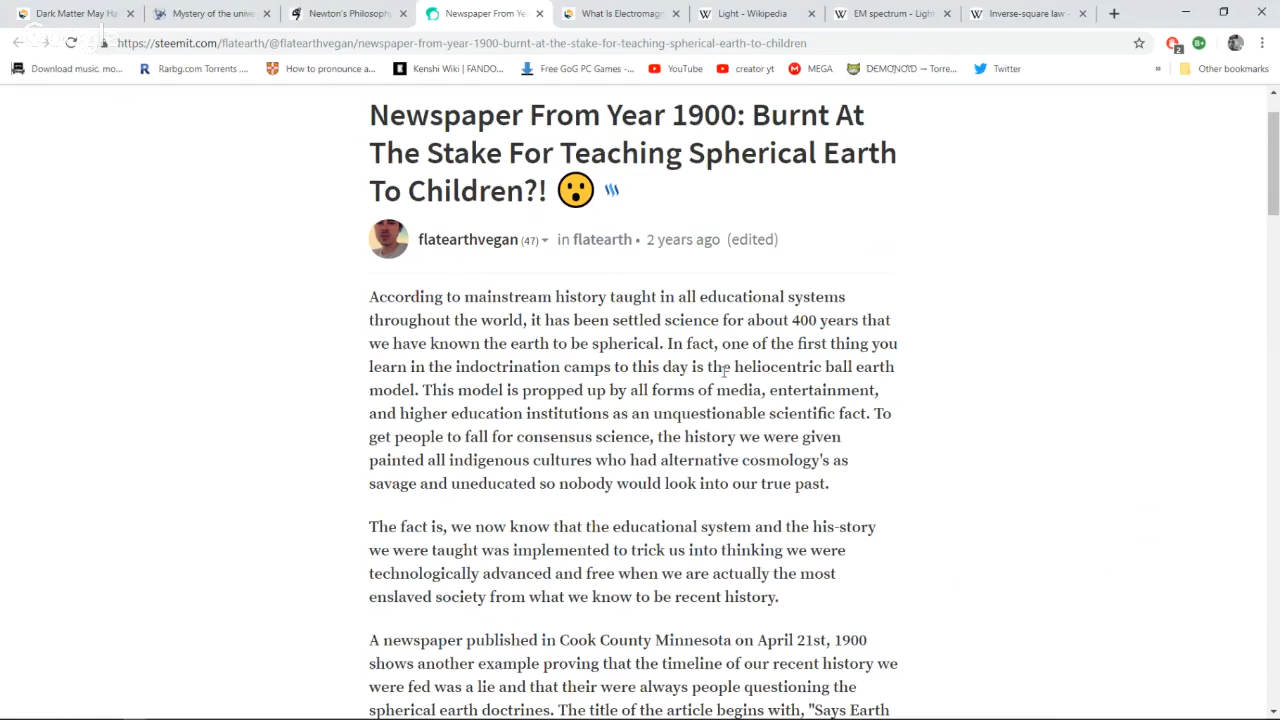 Dark Matter May Ha
Mystery of the unive
Newton's Philosophy
Newspaper From Yea
What Is Electromagn
Light - Wikipedia
EM spectrum - Light
Inverse-square law -
https://steemit.com/flatearth/@flatearthvegan/newspaper-from-year-1900-burnt-at-the-stake-for-teaching-spherical-earth-to-children
2
Download music, mo...
Rarbg.com Torrents ...
How to pronounce a...
Kenshi Wiki | FANDO...
Free GoG PC Games -...
YouTube
creator yt
MEGA
Twitter
»
Other bookmarks
Newspaper From Year 1900: Burnt At
The Stake For Teaching Spherical Earth
To Children?! 😮
flatearthvegan (47) in flatearth • 2 years ago (edited)
According to mainstream history taught in all educational systems
throughout the world, it has been settled science for about 400 years that
we have known the earth to be spherical. In fact, one of the first thing you
learn in the indoctrination camps to this day is the heliocentric ball earth
model. This model is propped up by all forms of media, entertainment,
and higher education institutions as an unquestionable scientific fact. To
get people to fall for consensus science, the history we were given
painted all indigenous cultures who had alternative cosmology's as
savage and uneducated so nobody would look into our true past.
The fact is, we now know that the educational system and the his-story
we were taught was implemented to trick us into thinking we were
technologically advanced and free when we are actually the most
enslaved society from what we know to be recent history.
A newspaper published in Cook County Minnesota on April 21st, 1900
shows another example proving that the timeline of our recent history we
were fed was a lie and that their were always people questioning the
spherical earth doctrines. The title of the article begins with, "Says Earth